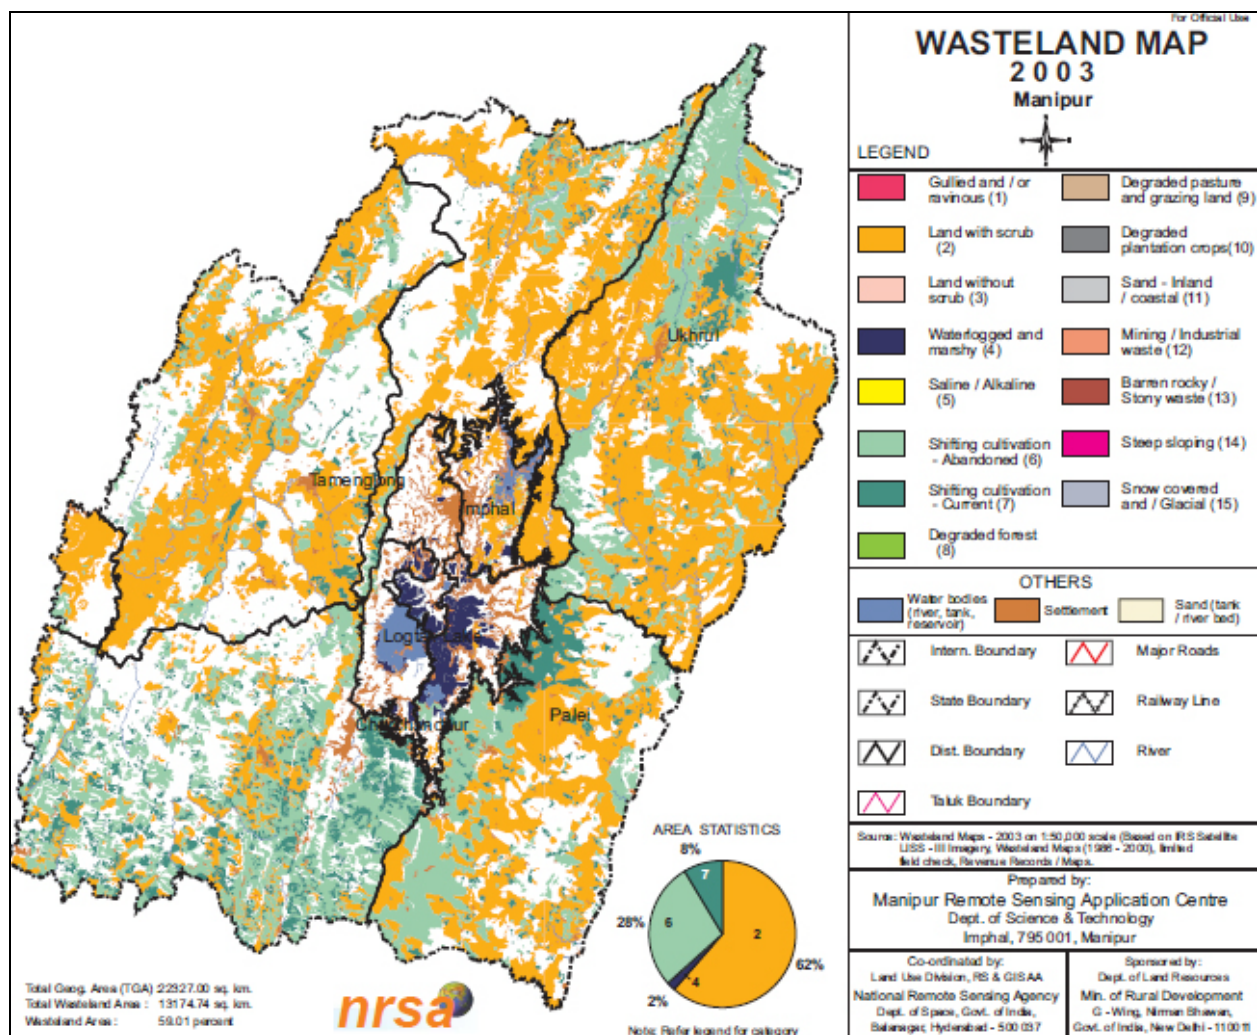 For Official Use
WASTELAND MAP
2 0 0 3
Manipur
LEGEND
Gullied and / or
ravinous (1)
Land with scrub
(2)
Land without
scrub (3)
Waterlogged and
marshy (4)
Saline / Alkaline
(5)
Shifting cultivation
- Abandoned (6)
Shifting cultivation
- Current (7)
Degraded forest
(8)
Degraded pasture
and grazing land (9)
Degraded
plantation crops(10)
Sand - Inland
/ coastal (11)
Mining / Industrial
waste (12)
Barren rocky /
Stony waste (13)
Steep sloping (14)
Snow covered
and / Glacial (15)
OTHERS
Water bodies
(river, tank,
reservoir)
Settlement
Sand (tank
/ river bed)
Intern. Boundary
Major Roads
State Boundary
Railway Line
Dist. Boundary
River
Taluk Boundary
Source: Wasteland Maps - 2003 on 1:50,000 scale (Based on IRS Satellite
LISS - III Imagery, Wasteland Maps (1986 - 2000), limited
field check, Revenue Records / Maps.
Prepared by:
Manipur Remote Sensing Application Centre
Dept. of Science & Technology
Imphal, 795 001, Manipur
Co-ordinated by:
Land Use Division, RS & GISAA
National Remote Sensing Agency
Dept. of Space, Govt. of India,
Balanagar, Hyderabad - 500 037
Sponsored by:
Dept. of Land Resources
Min. of Rural Development
G - Wing, Nirman Bhawan,
Govt. of India, New Delhi - 110 011
Ukhrul
Tamenglong
mphal
Logtak
Palei
AREA STATISTICS
8%
7
28%
6
2
62%
4
2%
Note: Refer legend for category
Total Geog. Area (TGA) :22327.00 sq. km.
Total Wasteland Area : 13174.74 sq. km.
Wasteland Area : 59.01 percent
nrsa